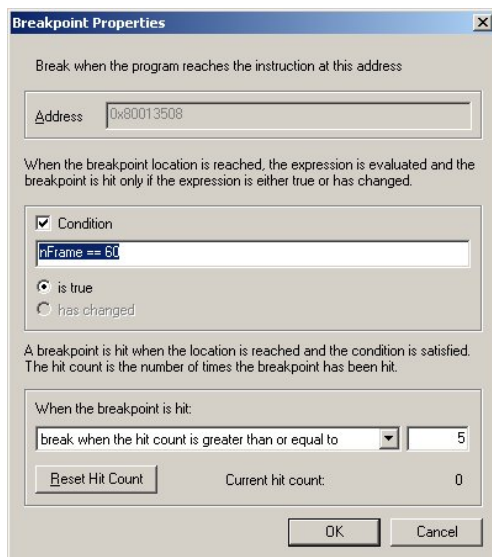 Breakpoint Properties
Break when the program reaches the instruction at this address
Address 0x80013508
When the breakpoint location is reached, the expression is evaluated and the
breakpoint is hit only if the expression is either true or has changed.
Condition
nFrame == 60
is true
has changed
A breakpoint is hit when the location is reached and the condition is satisfied.
The hit count is the number of times the breakpoint has been hit.
When the breakpoint is hit:
break when the hit count is greater than or equal to 5
Reset Hit Count Current hit count: 0
OK Cancel